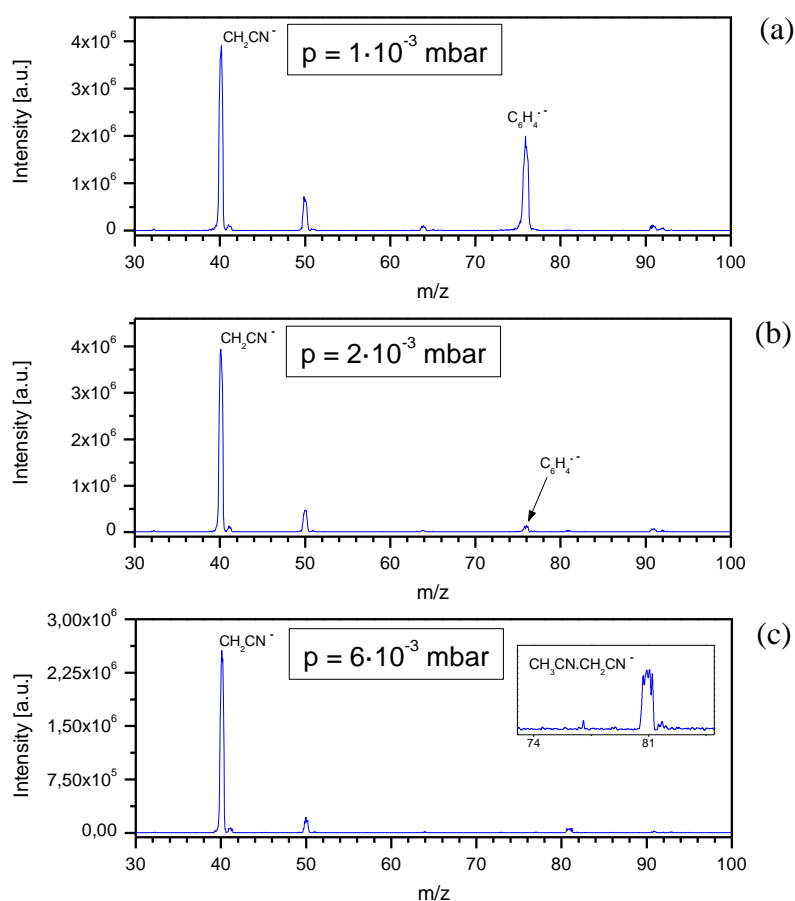 (a)
CH₂CN⁻
p = 1·10⁻³ mbar
C₆H₄·⁻
Intensity [a.u.]
4x10⁶
3x10⁶
2x10⁶
1x10⁶
0
30 40 50 60 70 80 90 100
m/z
(b)
CH₂CN⁻
p = 2·10⁻³ mbar
C₆H₄·⁻
Intensity [a.u.]
4x10⁶
3x10⁶
2x10⁶
1x10⁶
0
30 40 50 60 70 80 90 100
m/z
(c)
CH₂CN⁻
p = 6·10⁻³ mbar
CH₃CN.CH₂CN⁻
74 81
Intensity [a.u.]
3,00x10⁶
2,25x10⁶
1,50x10⁶
7,50x10⁵
0,00
30 40 50 60 70 80 90 100
m/z